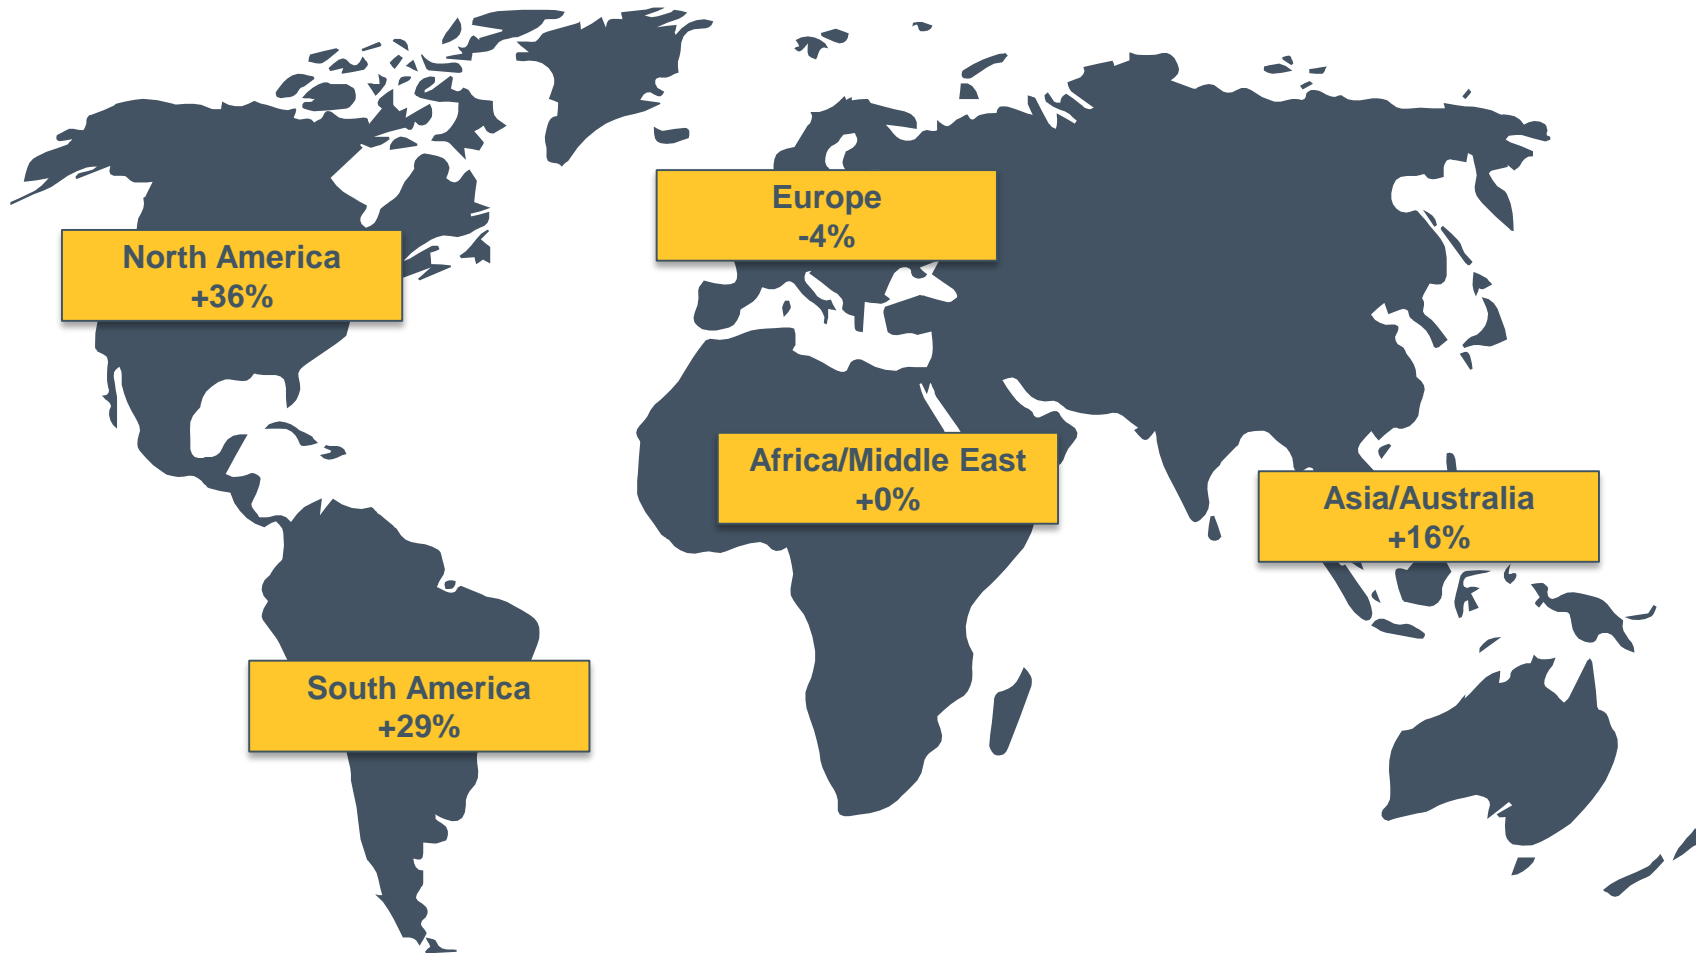 Europe
-4%
North America
+36%
Africa/Middle East
+0%
Asia/Australia
+16%
South America
+29%